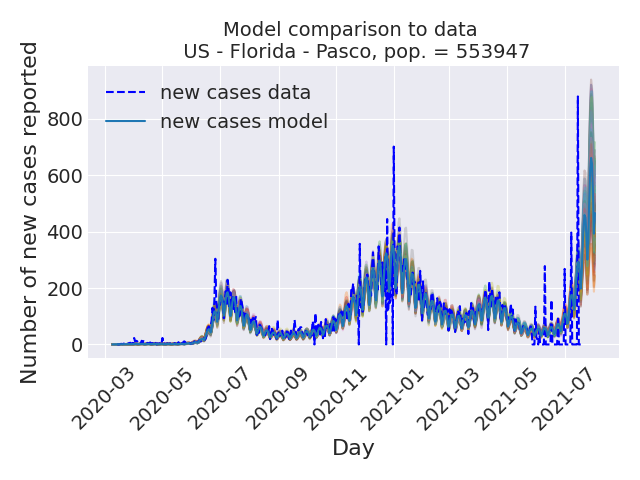 Model comparison to data
US - Florida - Pasco, pop. = 553947
Number of new cases reported
800
600
400
200
0
new cases data
new cases model
2020-03
2020-05
2020-07
2020-09
2020-11
2021-01
2021-03
2021-05
2021-07
Day